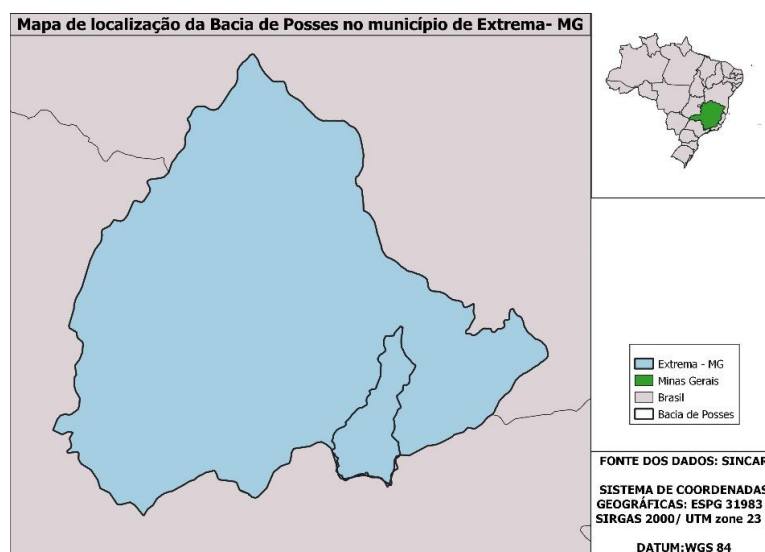 Mapa de localização da Bacia de Posses no município de Extrema- MG
Extrema - MG
Minas Gerais
Brasil
Bacia de Posses
FONTE DOS DADOS: SINCAR
SISTEMA DE COORDENADAS
GEOGRÁFICAS: ESPG 31983
SIRGAS 2000/ UTM zone 23
DATUM:WGS 84